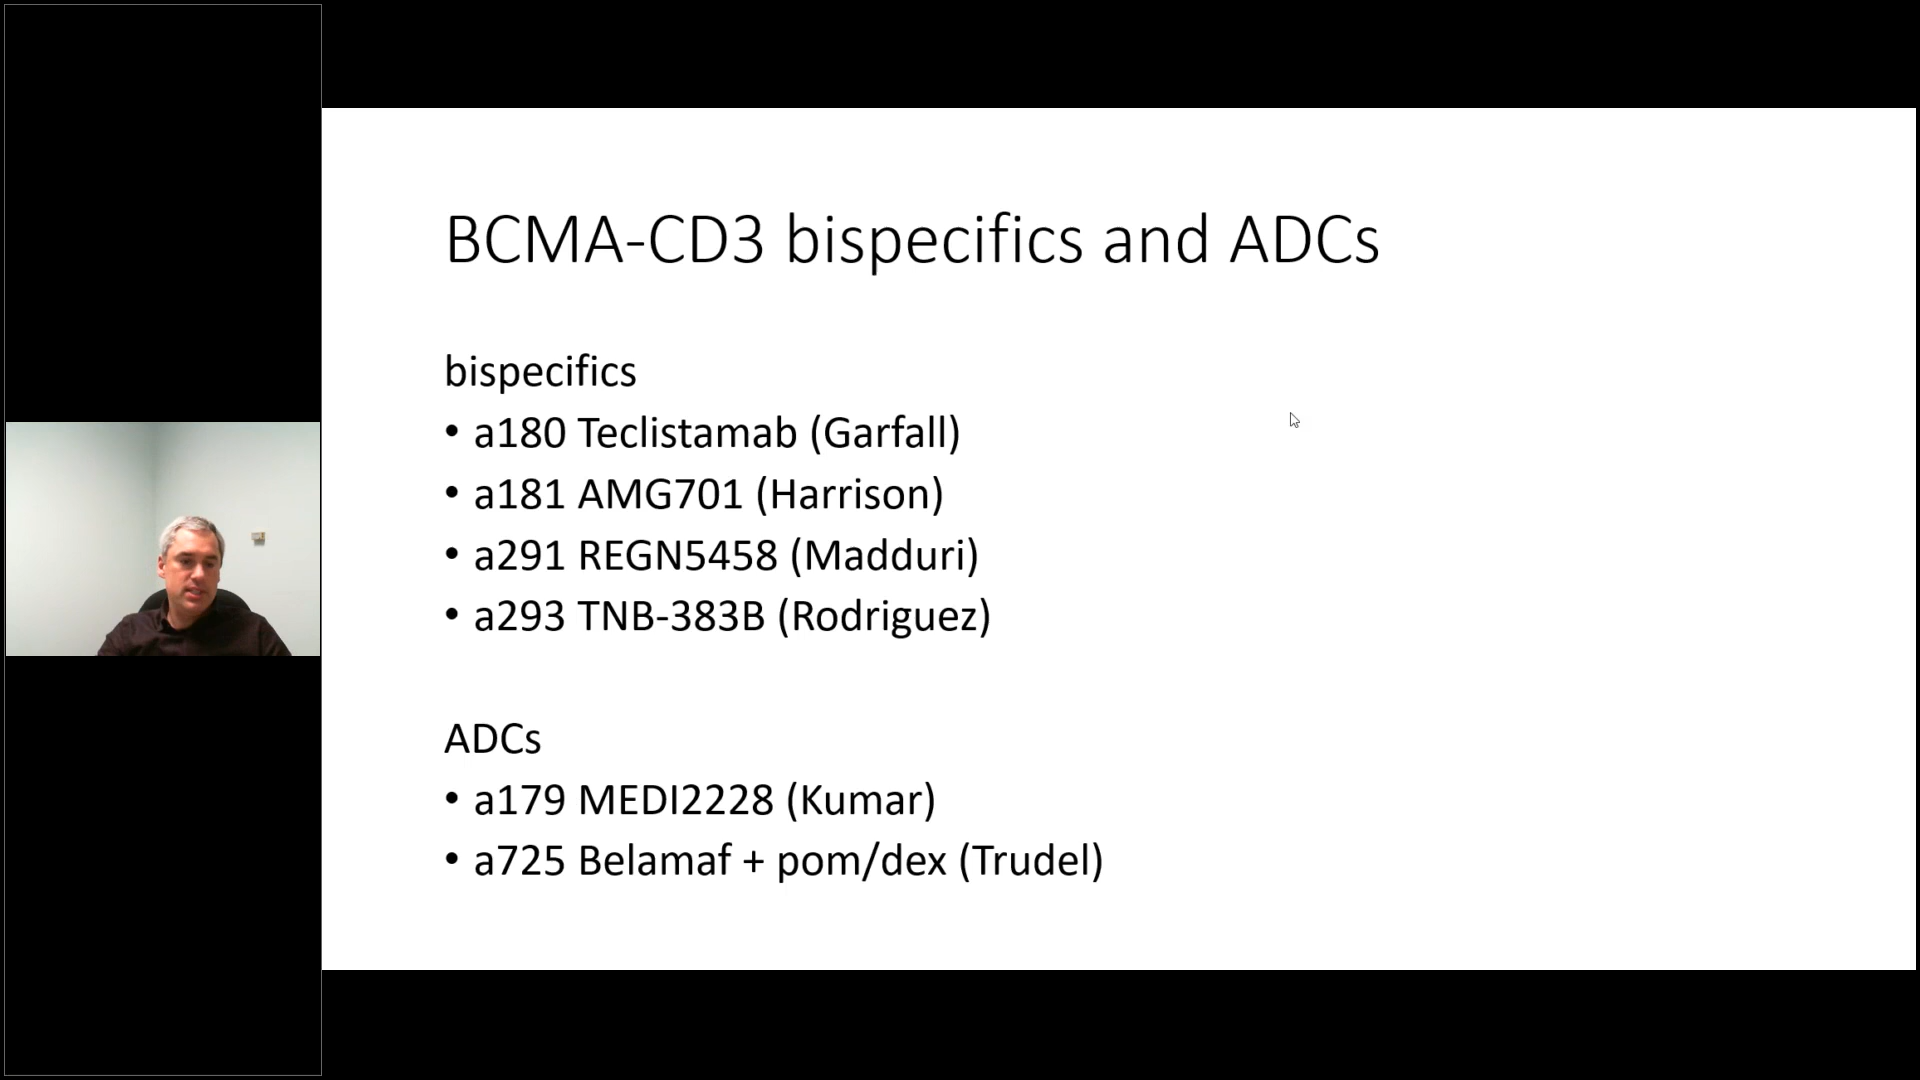 BCMA-CD3 bispecifics and ADCs
bispecifics
• a180 Teclistamab (Garfall)
• a181 AMG701 (Harrison)
• a291 REGN5458 (Madduri)
• a293 TNB-383B (Rodriguez)
ADCs
• a179 MEDI2228 (Kumar)
• a725 Belamaf + pom/dex (Trudel)